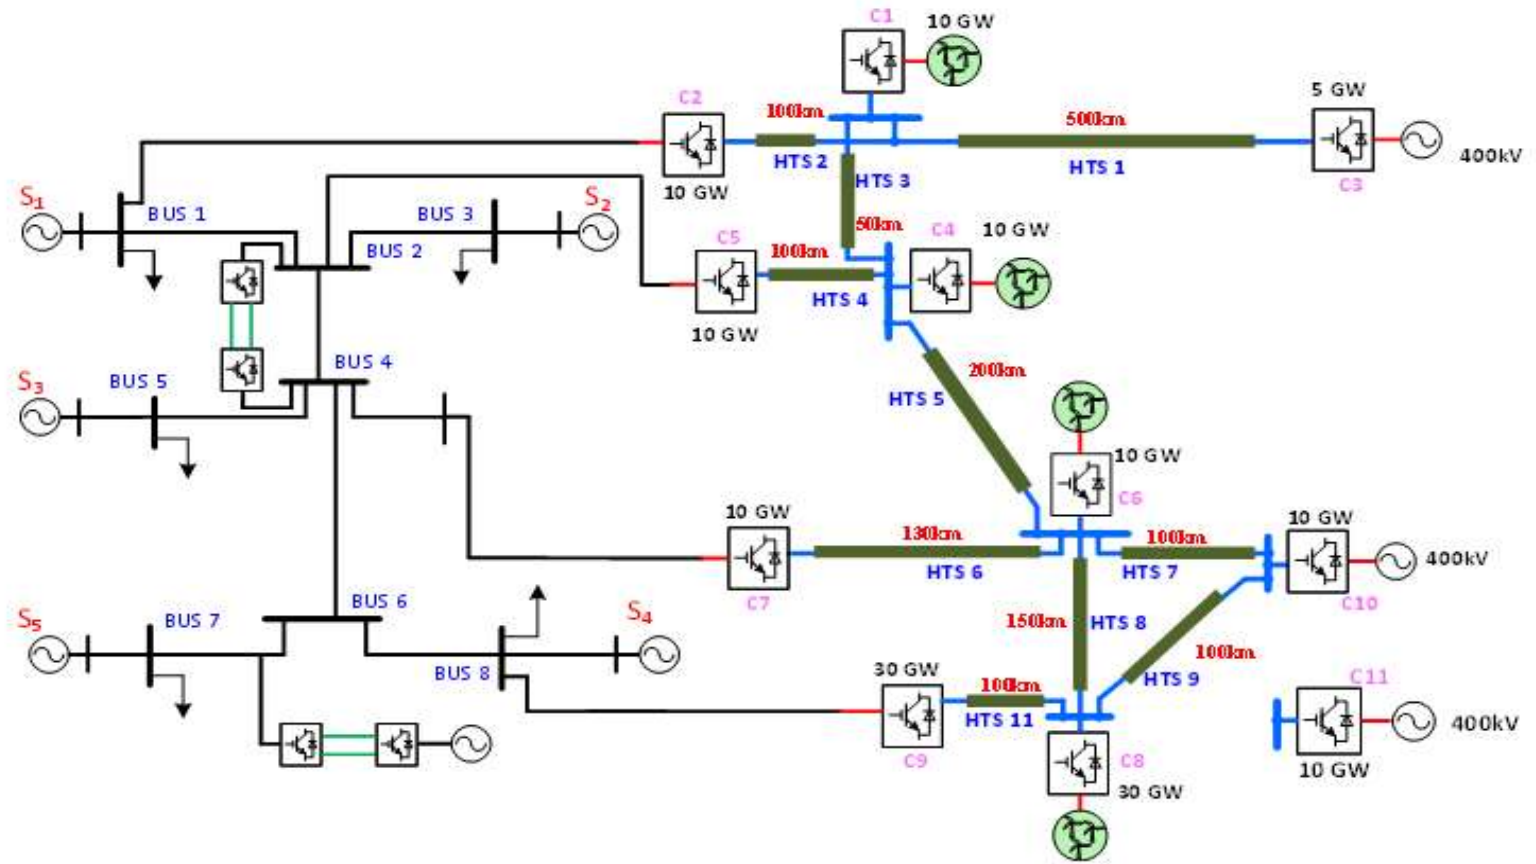 C1
10 GW
C2
100km
500km
5 GW
HTS 2
HTS 1
400kV
10 GW
HTS 3
C3
S1
BUS 1
BUS 3
S2
50km
C4
10 GW
BUS 2
C5
100km
HTS 4
10 GW
BUS 4
200km
S3
BUS 5
HTS 5
10 GW
C6
10 GW
130km
100km
10 GW
HTS 6
HTS 7
400kV
C7
C10
BUS 6
S5
BUS 7
S4
150km
HTS 8
BUS 8
100km
30 GW
100km
HTS 9
C11
HTS 11
400kV
C9
C8
10 GW
30 GW